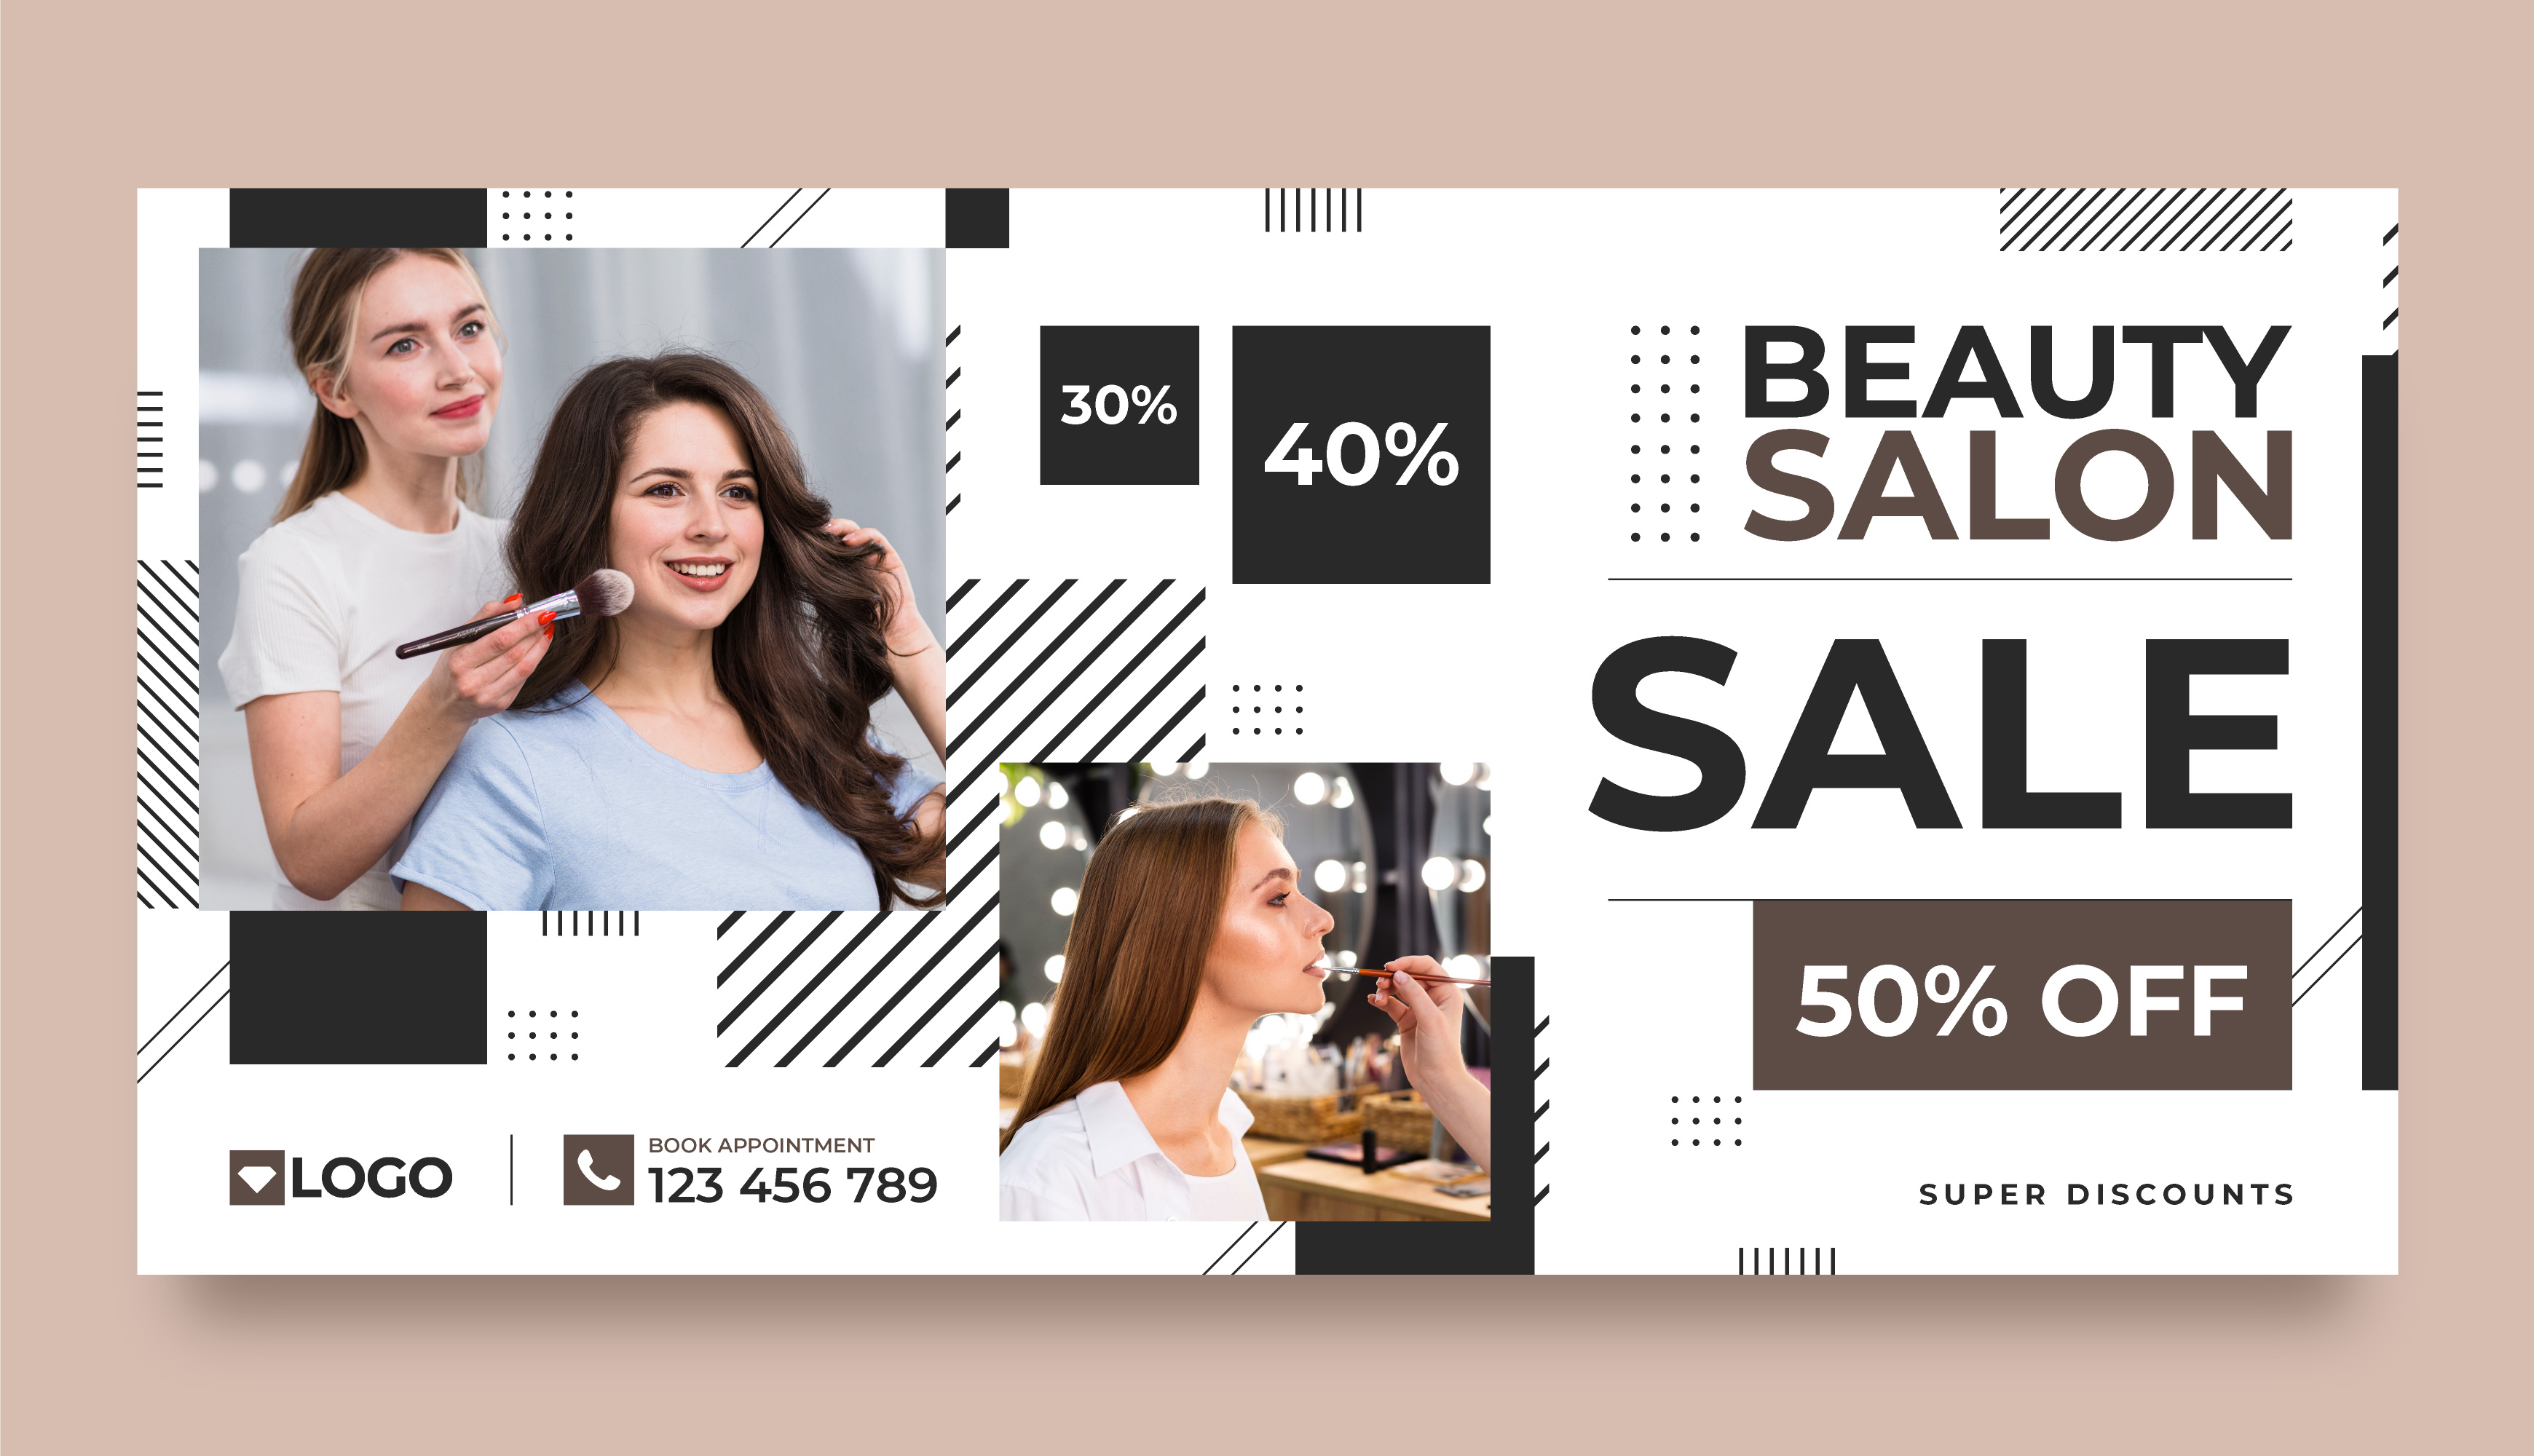 30%
40%
BEAUTY
SALON
SALE
50% OFF
LOGO
BOOK APPOINTMENT
123 456 789
SUPER DISCOUNTS